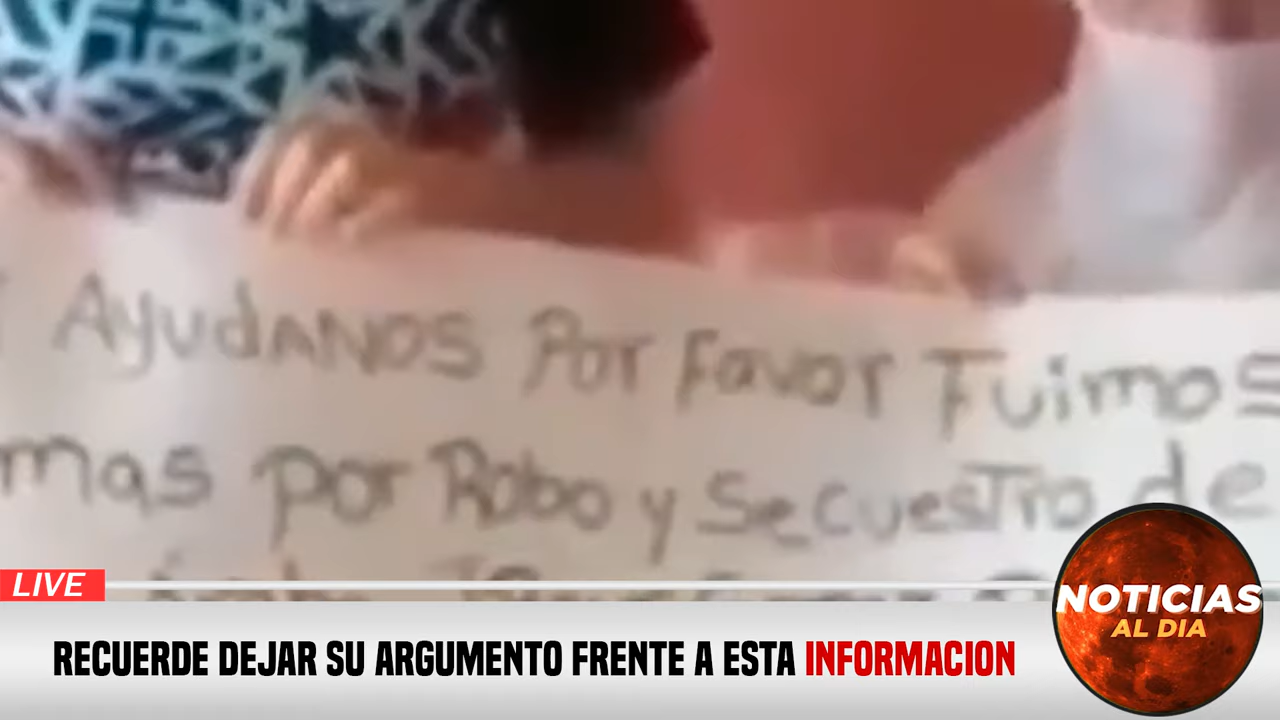 AyudANOS Por favor Fuimos
mas por Robo y Secuestro de
LIVE
RECUERDE DEJAR SU ARGUMENTO FRENTE A ESTA INFORMACION
NOTICIAS
AL DIA